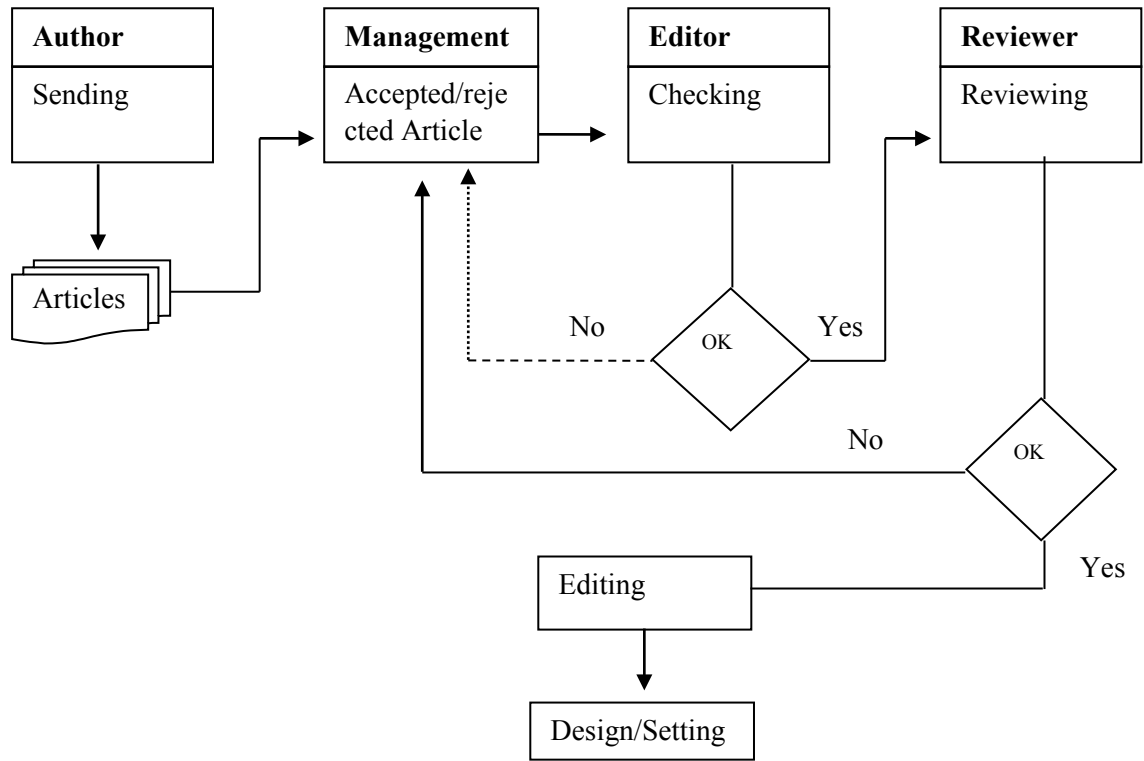 Author
Sending
Management
Accepted/reje
cted Article
Editor
Checking
Reviewer
Reviewing
Articles
No
OK
Yes
No
OK
Yes
Editing
Design/Setting